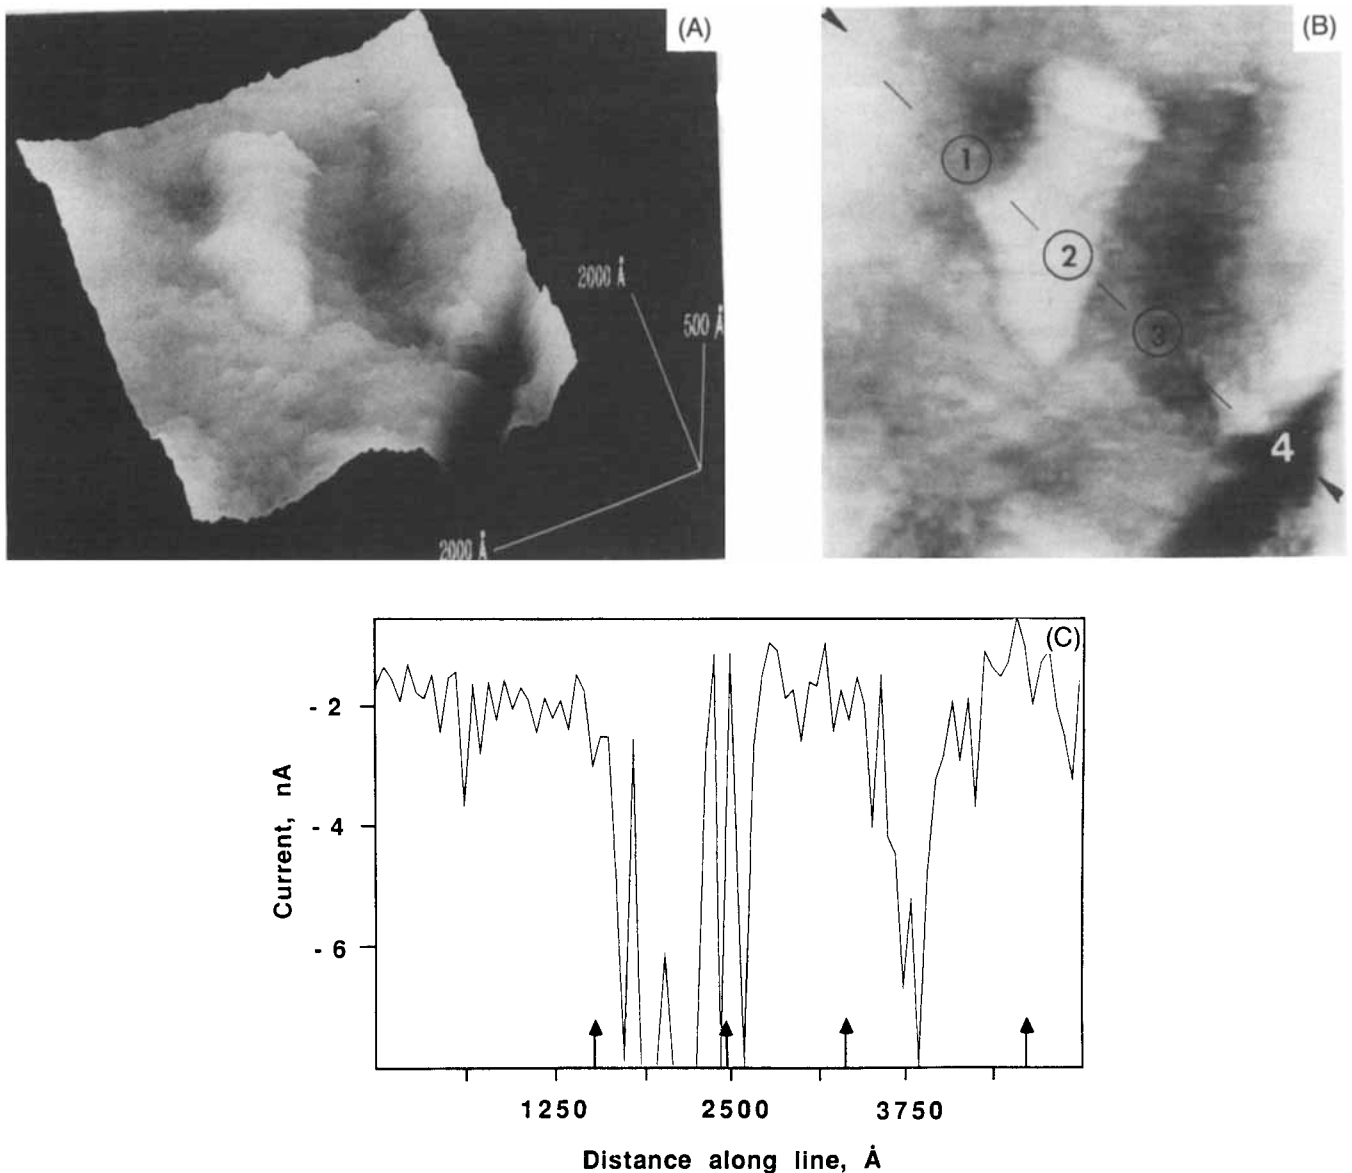 (A)
2000 Å
500 Å
2000 Å
(B)
1
2
3
4
(C)
- 2
- 4
- 6
Current, nA
1250
2500
3750
Distance along line, Å